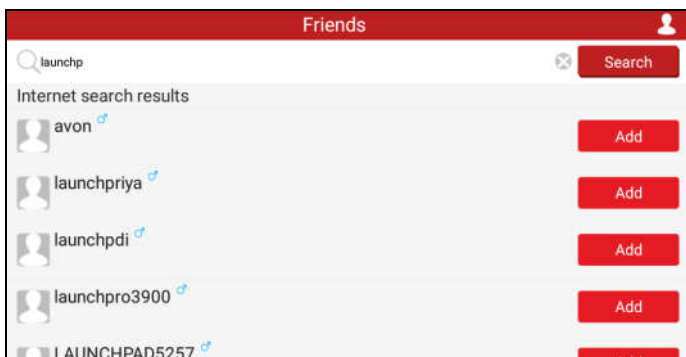 Friends
launchp
Search
Internet search results
avon
Add
launchpriya
Add
launchpdi
Add
launchpro3900
Add
LAUNCHPAD5257